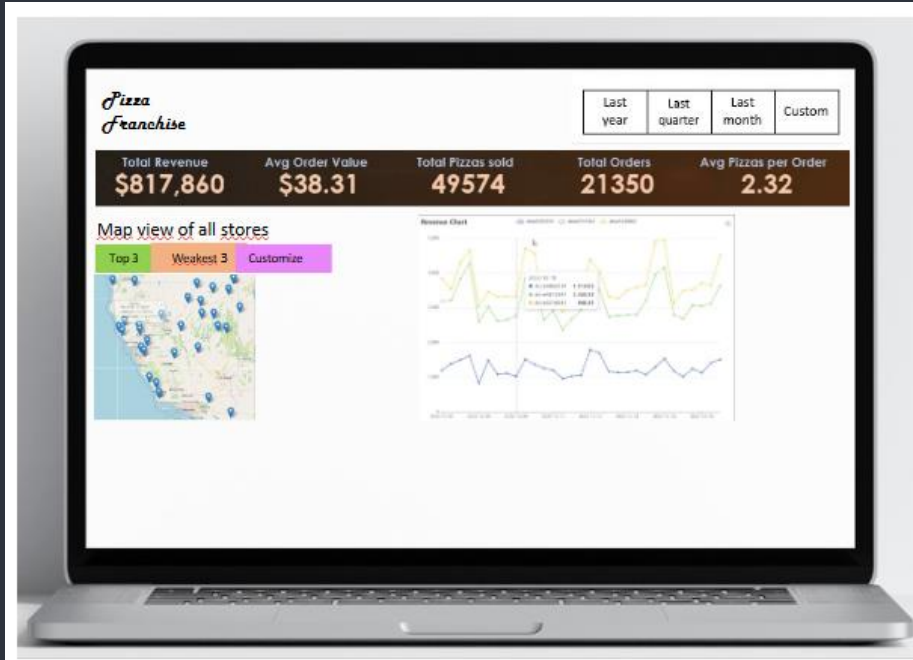 Pizza
Franchise
Last year
Last quarter
Last month
Custom
Total Revenue
$817,860
Avg Order Value
$38.31
Total Pizzas sold
49574
Total Orders
21350
Avg Pizzas per Order
2.32
Map view of all stores
Top 3
Weakest 3
Customize
Revenue Chart